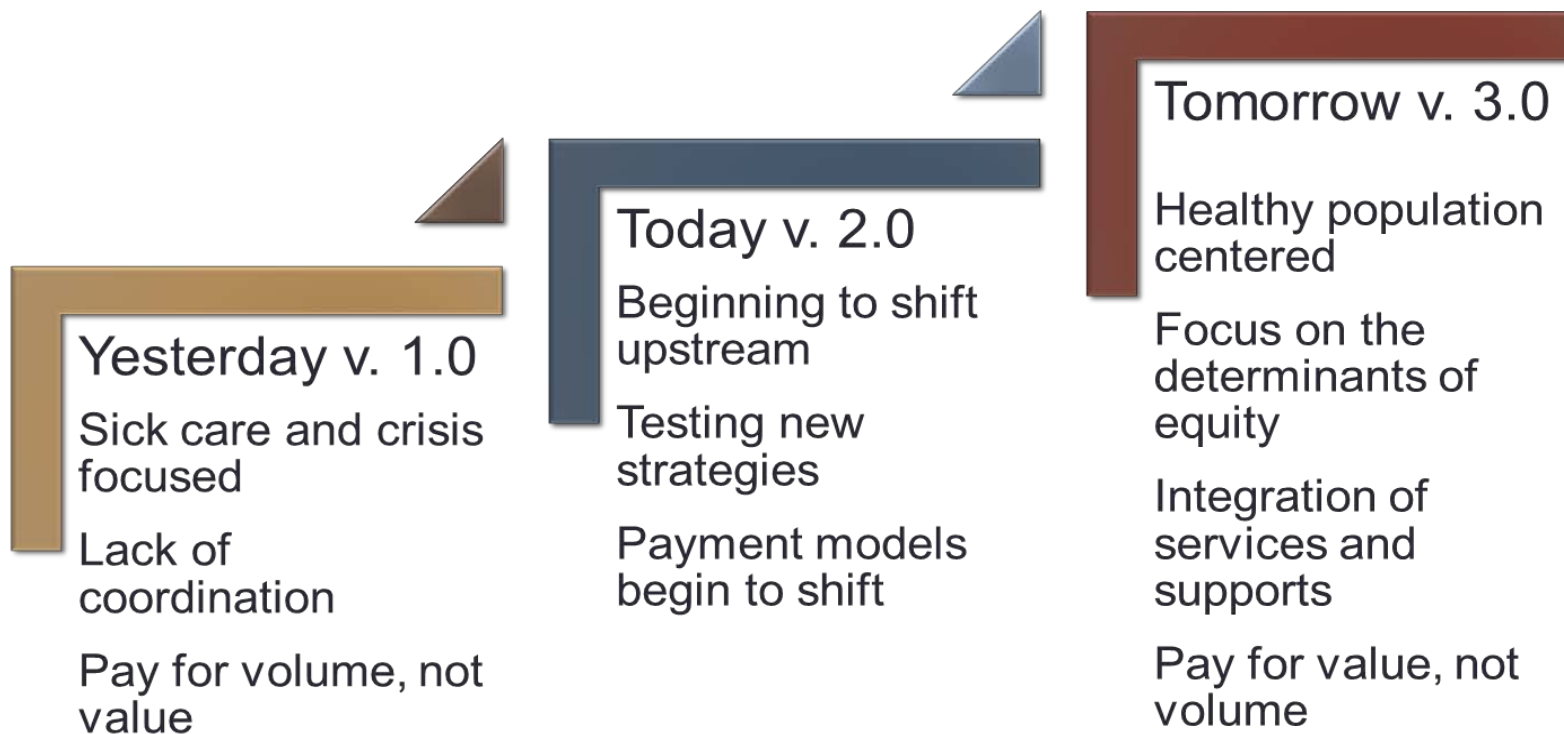 Yesterday v. 1.0
Sick care and crisis
focused
Lack of
coordination
Pay for volume, not
value
Today v. 2.0
Beginning to shift
upstream
Testing new
strategies
Payment models
begin to shift
Tomorrow v. 3.0
Healthy population
centered
Focus on the
determinants of
equity
Integration of
services and
supports
Pay for value, not
volume